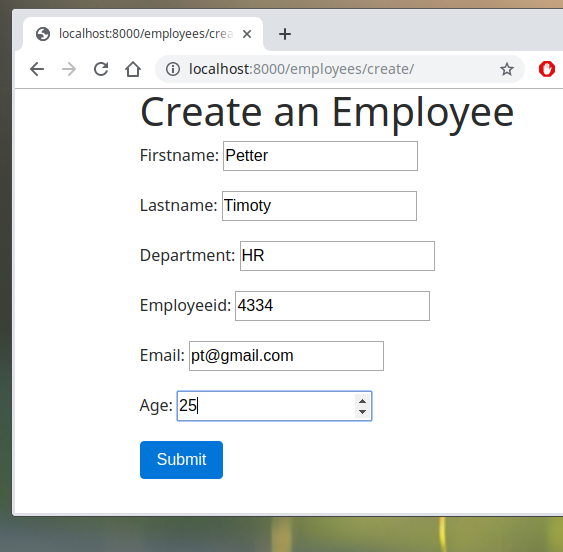 localhost:8000/employees/crea
localhost:8000/employees/create/
Create an Employee
Firstname: Petter
Lastname: Timoty
Department: HR
Employeeid: 4334
Email: pt@gmail.com
Age: 25
Submit